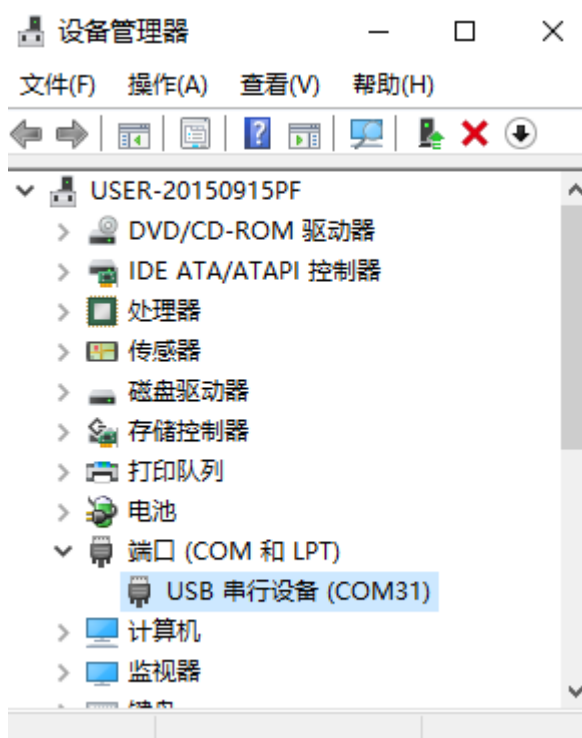 设备管理器
文件(F) 操作(A) 查看(V) 帮助(H)
USER-20150915PF
DVD/CD-ROM 驱动器
IDE ATA/ATAPI 控制器
处理器
传感器
磁盘驱动器
存储控制器
打印队列
电池
端口 (COM 和 LPT)
USB 串行设备 (COM31)
计算机
监视器